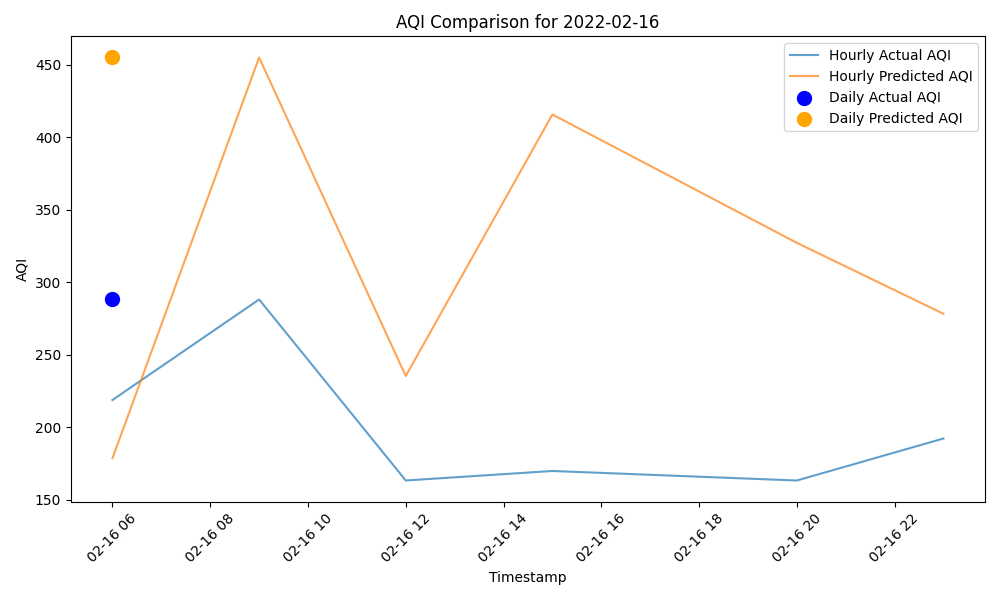 AQI Comparison for 2022-02-16
Hourly Actual AQI
Hourly Predicted AQI
Daily Actual AQI
Daily Predicted AQI
AQI
450
400
350
300
250
200
150
02-16 06
02-16 08
02-16 10
02-16 12
02-16 14
02-16 16
02-16 18
02-16 20
02-16 22
Timestamp